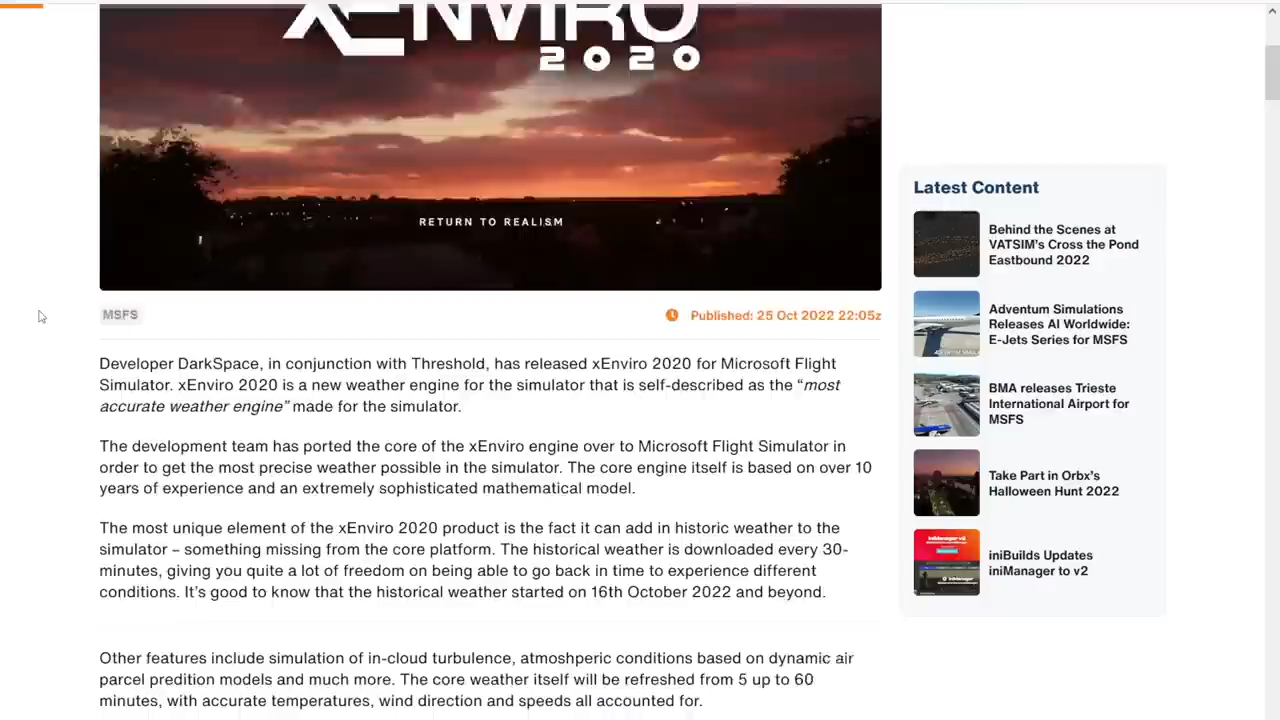 xENVIRO
2020
RETURN TO REALISM
MSFS
Published: 25 Oct 2022 22:05z
Developer DarkSpace, in conjunction with Threshold, has released xEnviro 2020 for Microsoft Flight
Simulator. xEnviro 2020 is a new weather engine for the simulator that is self-described as the “most
accurate weather engine” made for the simulator.
The development team has ported the core of the xEnviro engine over to Microsoft Flight Simulator in
order to get the most precise weather possible in the simulator. The core engine itself is based on over 10
years of experience and an extremely sophisticated mathematical model.
The most unique element of the xEnviro 2020 product is the fact it can add in historic weather to the
simulator – something missing from the core platform. The historical weather is downloaded every 30-
minutes, giving you quite a lot of freedom on being able to go back in time to experience different
conditions. It’s good to know that the historical weather started on 16th October 2022 and beyond.
Other features include simulation of in-cloud turbulence, atmoshperic conditions based on dynamic air
parcel predition models and much more. The core weather itself will be refreshed from 5 up to 60
minutes, with accurate temperatures, wind direction and speeds all accounted for.
Latest Content
Behind the Scenes at
VATSIM’s Cross the Pond
Eastbound 2022
Adventum Simulations
Releases AI Worldwide:
E-Jets Series for MSFS
BMA releases Trieste
International Airport for
MSFS
Take Part in Orbx’s
Halloween Hunt 2022
iniManager v2
iniBuilds Updates
iniManager to v2